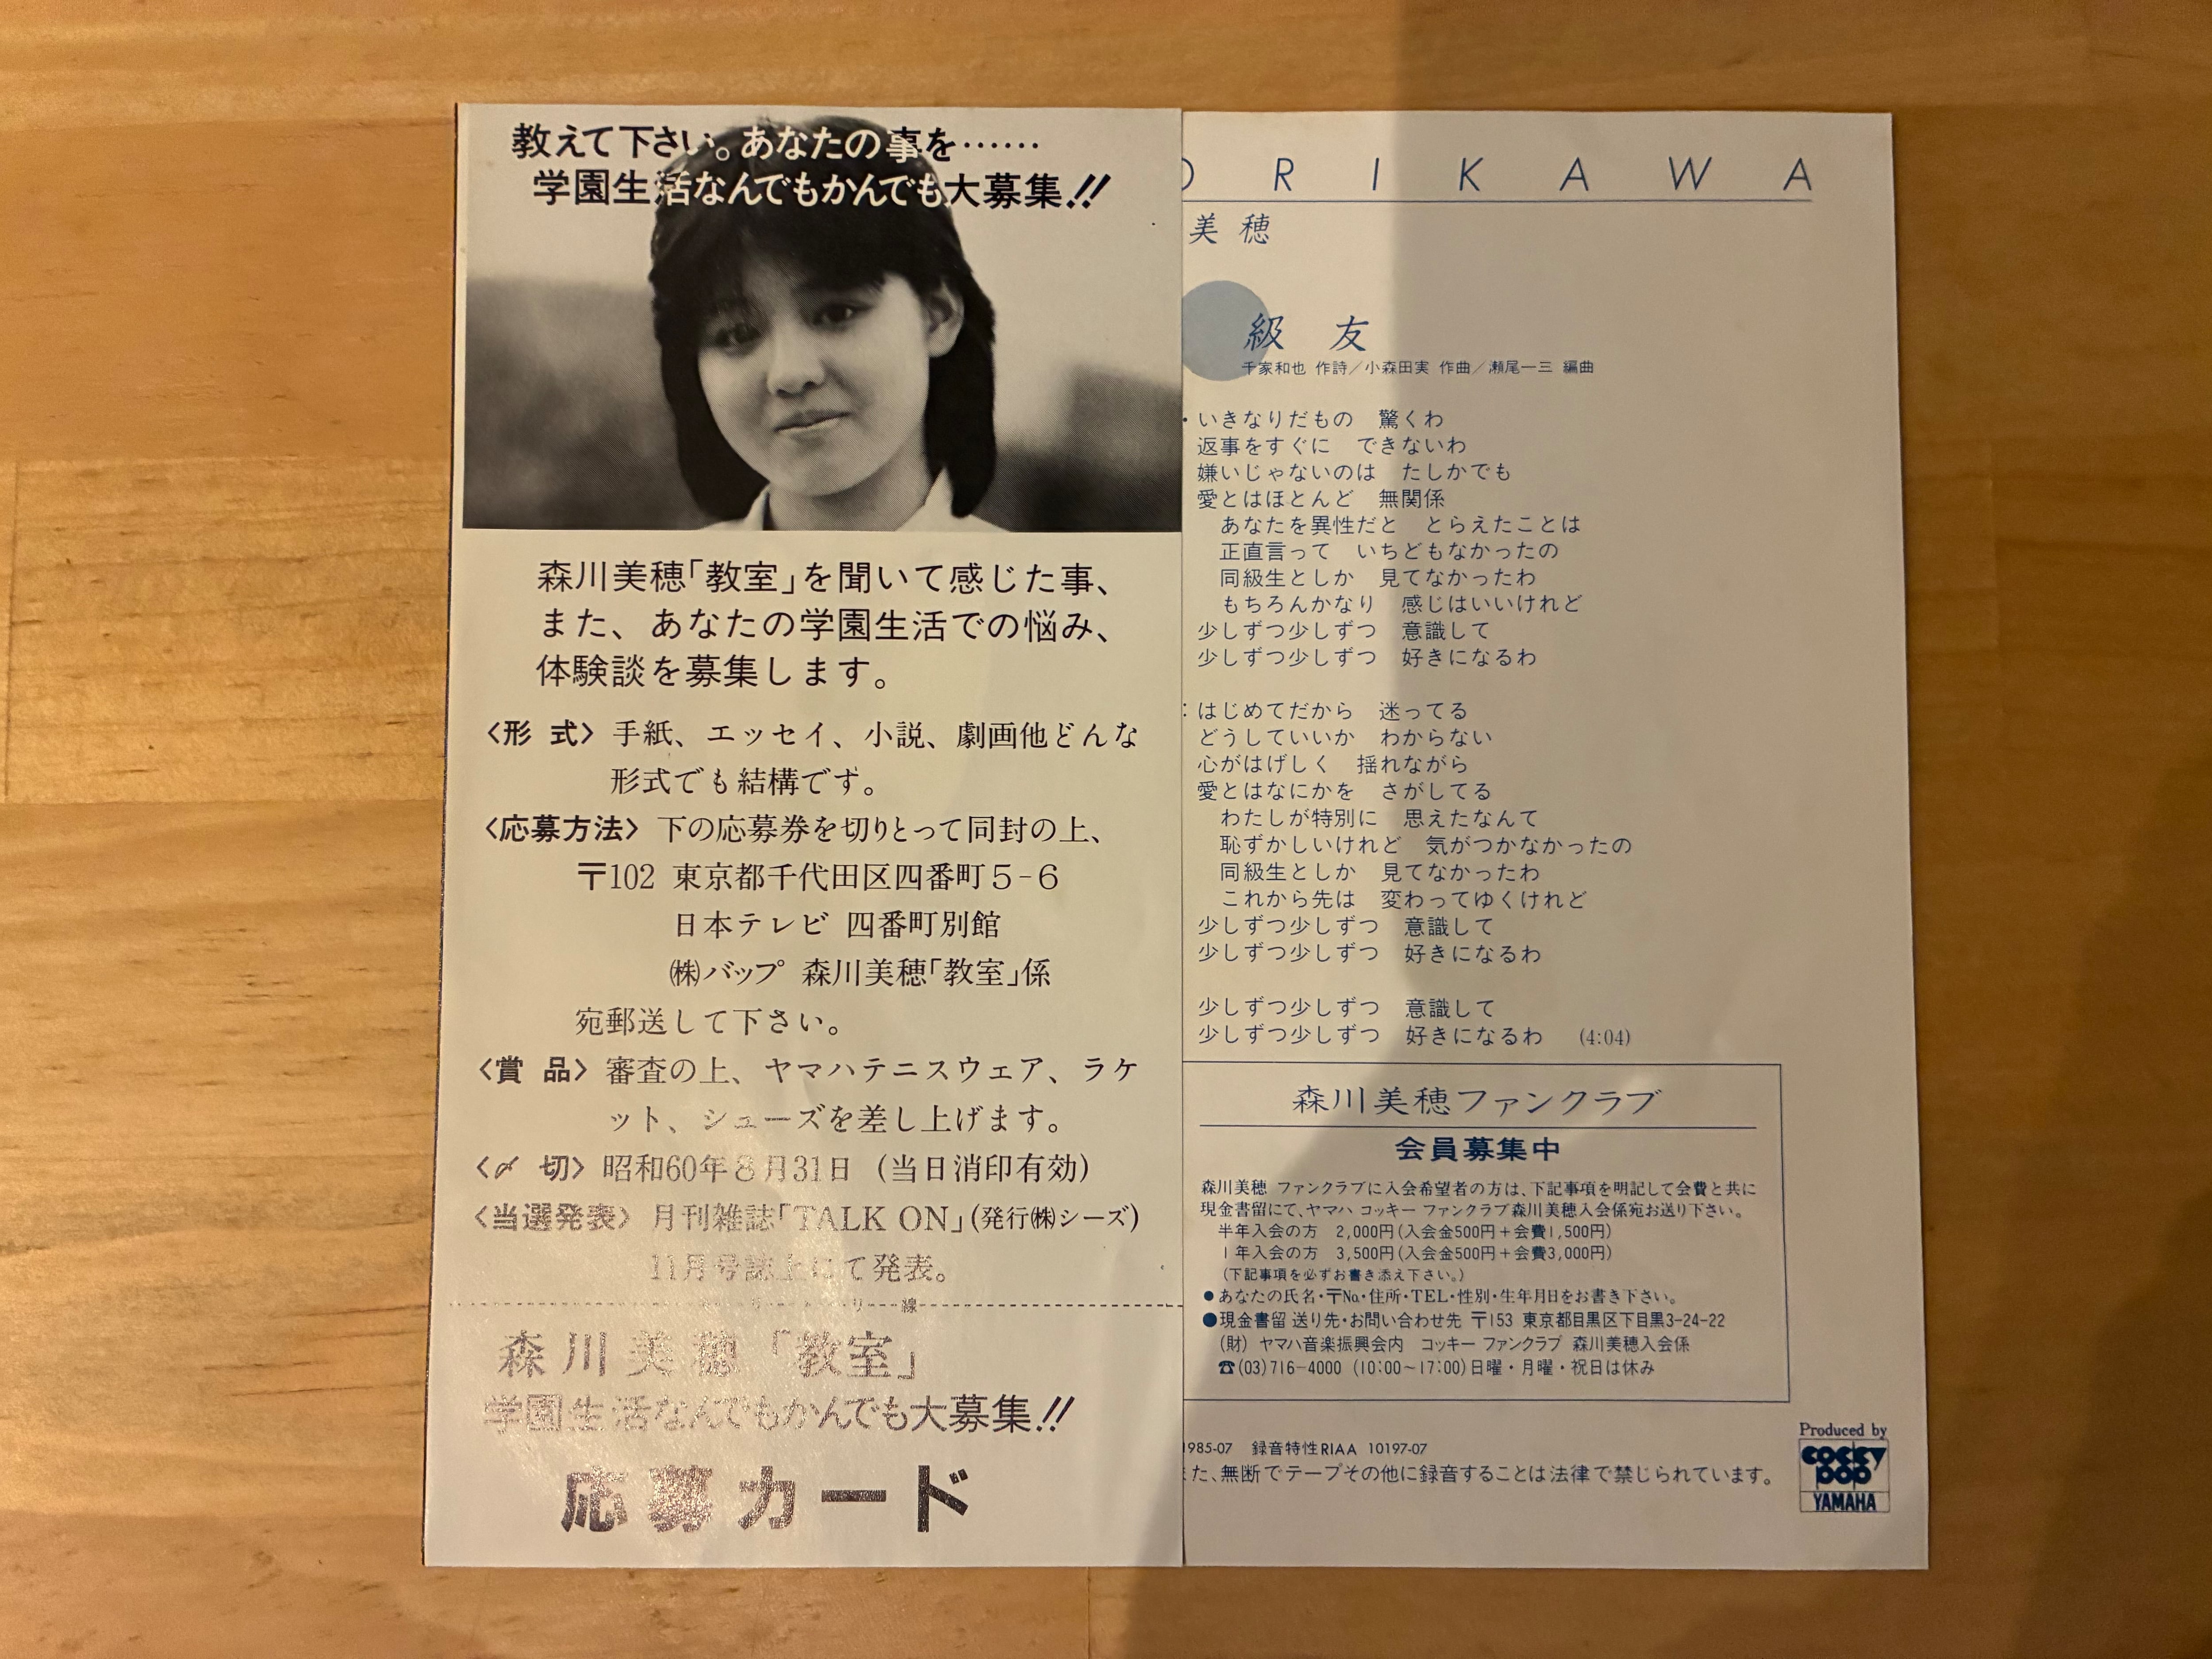 教えて下さい。あなたの事を……
学園生活なんでもかんでも大募集!!
森川美穂「教室」を聞いて感じた事、
また、あなたの学園生活での悩み、
体験談を募集します。
〈形 式〉 手紙、エッセイ、小説、劇画他どんな
形式でも結構です。
〈応募方法〉 下の応募券を切りとって同封の上、
〒102 東京都千代田区四番町5-6
日本テレビ 四番町別館
㈱バップ 森川美穂「教室」係
宛郵送して下さい。
〈賞 品〉 審査の上、ヤマハテニスウェア、ラケ
ット、シューズを差し上げます。
〈〆 切〉 昭和60年8月31日 (当日消印有効)
〈当選発表〉 月刊雑誌「TALK ON」(発行㈱シーズ)
11月号誌上にて発表。
リ 線
森川美穂「教室」
学園生活なんでもかんでも大募集!!
応募カード
ORIKAWA
美穂
級 友
千家和也 作詩／小森田実 作曲／瀬尾一三 編曲
いきなりだもの 驚くわ
返事をすぐに できないわ
嫌いじゃないのは たしかでも
愛とはほとんど 無関係
あなたを異性だと とらえたことは
正直言って いちどもなかったの
同級生としか 見てなかったわ
もちろんかなり 感じはいいけれど
少しずつ少しずつ 意識して
少しずつ少しずつ 好きになるわ
はじめてだから 迷ってる
どうしていいか わからない
心がはげしく 揺れながら
愛とはなにかを さがしてる
わたしが特別に 思えたなんて
恥ずかしいけれど 気がつかなかったの
同級生としか 見てなかったわ
これから先は 変わってゆくけれど
少しずつ少しずつ 意識して
少しずつ少しずつ 好きになるわ
少しずつ少しずつ 意識して
少しずつ少しずつ 好きになるわ (4:04)
森川美穂ファンクラブ
会員募集中
森川美穂 ファンクラブに入会希望者の方は、下記事項を明記して会費と共に
現金書留にて、ヤマハ コッキー ファンクラブ森川美穂入会係宛お送り下さい。
半年入会の方 2,000円(入会金500円＋会費1,500円)
1年入会の方 3,500円(入会金500円＋会費3,000円)
(下記事項を必ずお書き添え下さい。)
●あなたの氏名・〒No.・住所・TEL・性別・生年月日をお書き下さい。
●現金書留 送り先・お問い合わせ先 〒153 東京都目黒区下目黒3-24-22
(財) ヤマハ音楽振興会内 コッキー ファンクラブ 森川美穂入会係
☎(03)716-4000 (10:00～17:00)日曜・月曜・祝日は休み
1985-07 録音特性RIAA 10197-07
また、無断でテープその他に録音することは法律で禁じられています。
Produced by
COCKY
POP
YAMAHA